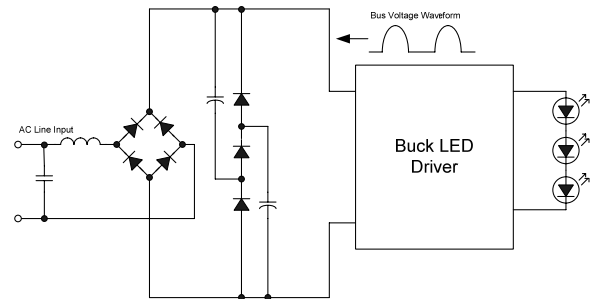 Bus Voltage Waveform
AC Line Input
Buck LED
Driver